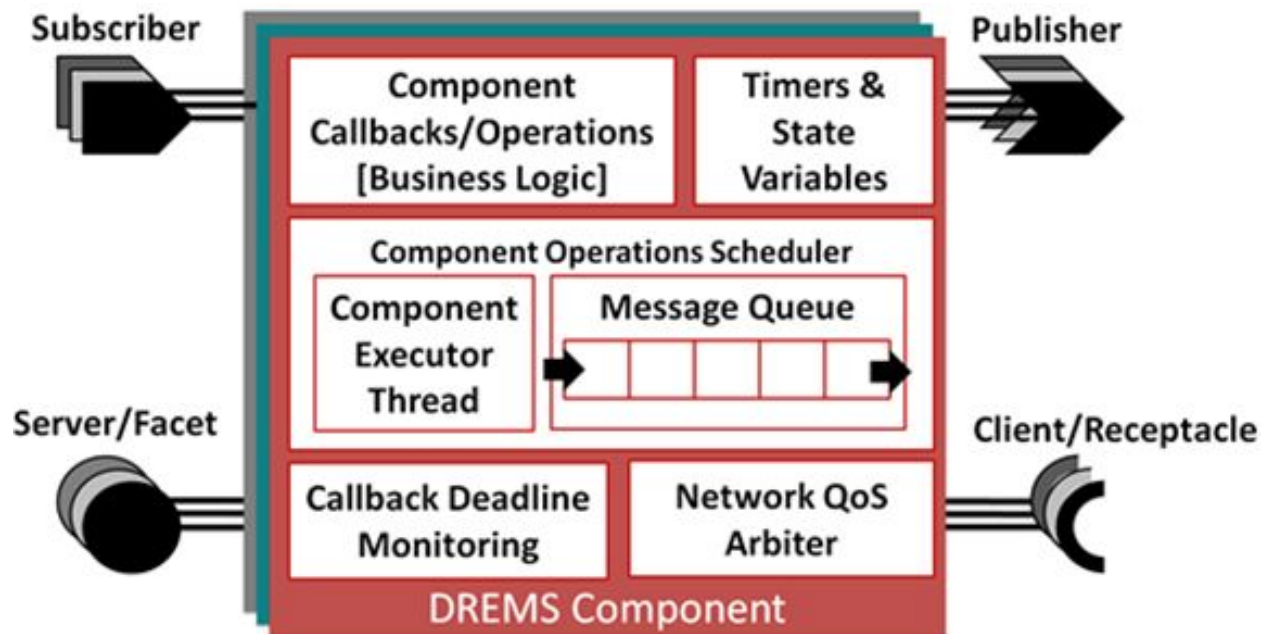 Subscriber
Publisher
Component
Callbacks/Operations
[Business Logic]
Timers &
State
Variables
Component Operations Scheduler
Component
Executor
Thread
Message Queue
Server/Facet
Client/Receptacle
Callback Deadline
Monitoring
Network QoS
Arbiter
DREMS Component